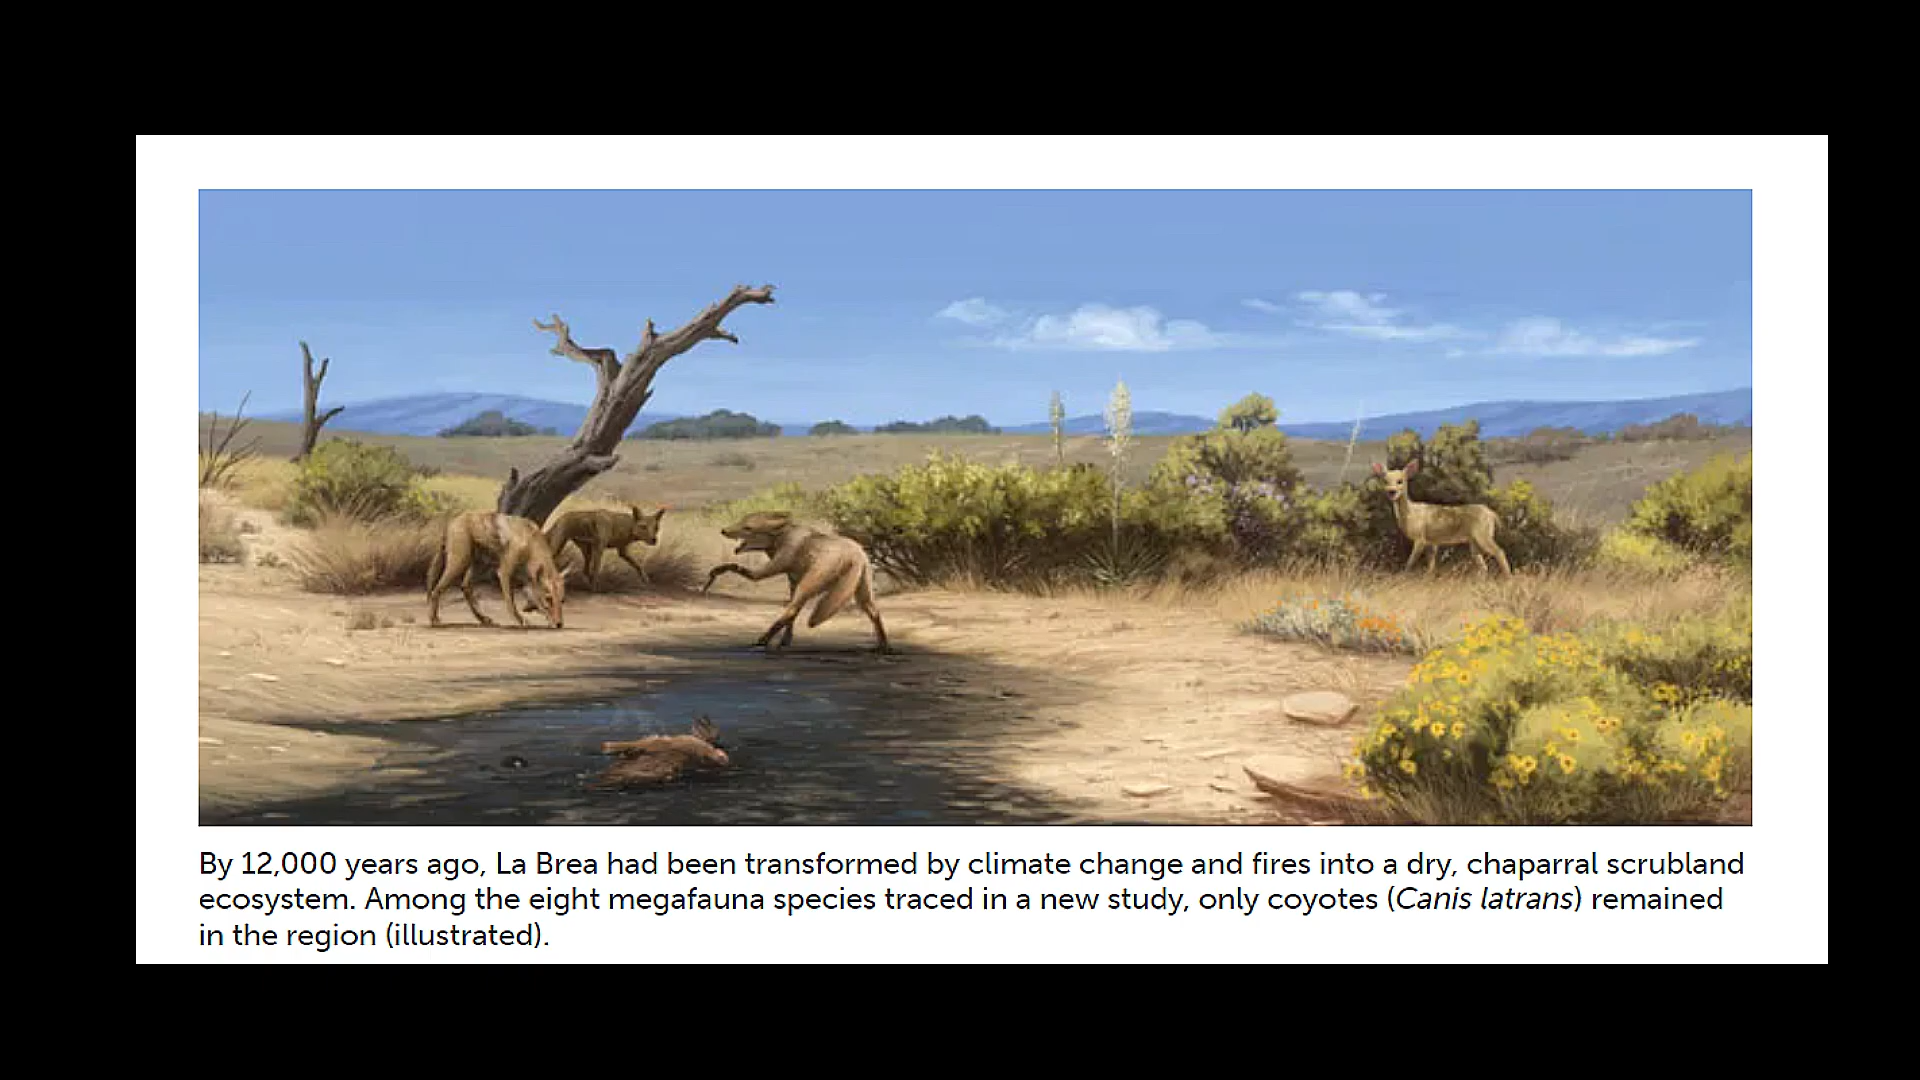 By 12,000 years ago, La Brea had been transformed by climate change and fires into a dry, chaparral scrubland
ecosystem. Among the eight megafauna species traced in a new study, only coyotes (Canis latrans) remained
in the region (illustrated).